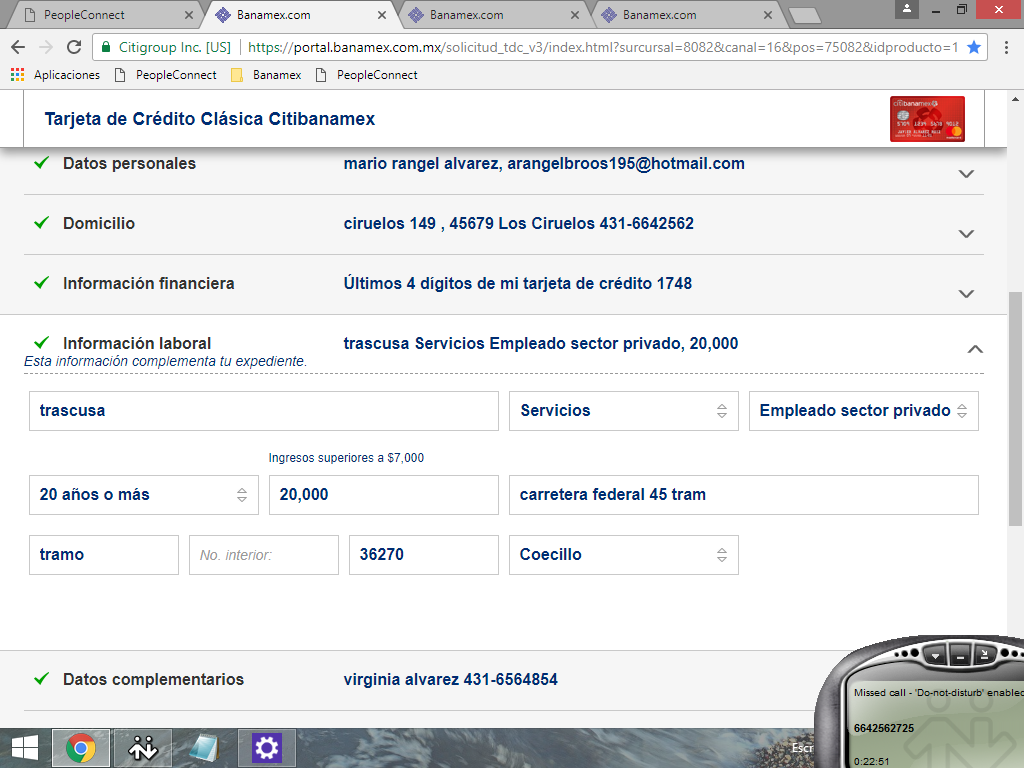 PeopleConnect
Banamex.com
Banamex.com
Banamex.com
Citigroup Inc. [US] https://portal.banamex.com.mx/solicitud_tdc_v3/index.html?surcursal=8082&canal=16&pos=75082&idproducto=1
Aplicaciones PeopleConnect Banamex PeopleConnect
Tarjeta de Crédito Clásica Citibanamex
citibanamex
Datos personales mario rangel alvarez, arangelbroos195@hotmail.com
Domicilio ciruelos 149 , 45679 Los Ciruelos 431-6642562
Información financiera Últimos 4 dígitos de mi tarjeta de crédito 1748
Información laboral trascusa Servicios Empleado sector privado, 20,000
Esta información complementa tu expediente.
trascusa Servicios Empleado sector privado
Ingresos superiores a $7,000
20 años o más 20,000 carretera federal 45 tram
tramo No. interior: 36270 Coecillo
Datos complementarios virginia alvarez 431-6564854
Missed call - 'Do-not-disturb' enabled
6642562725
0:22:51
Escr